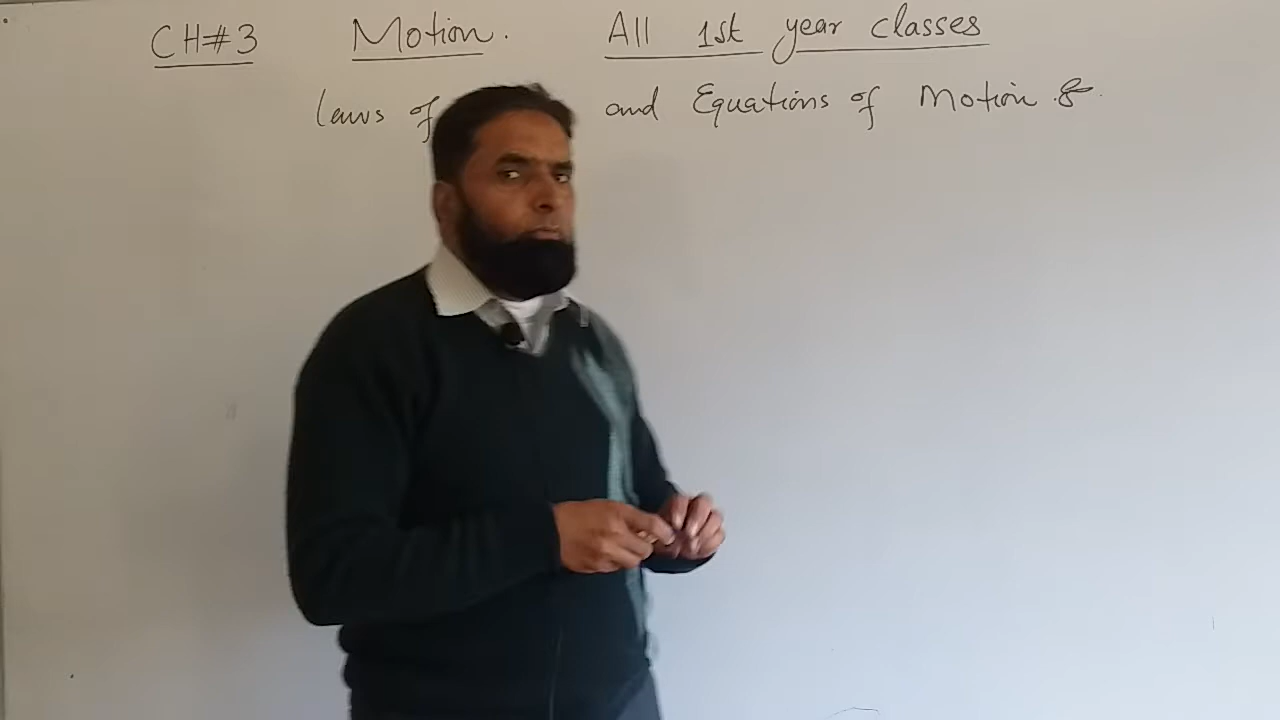 CH#3 Motion. All 1st year classes
laws of and Equations of Motion &